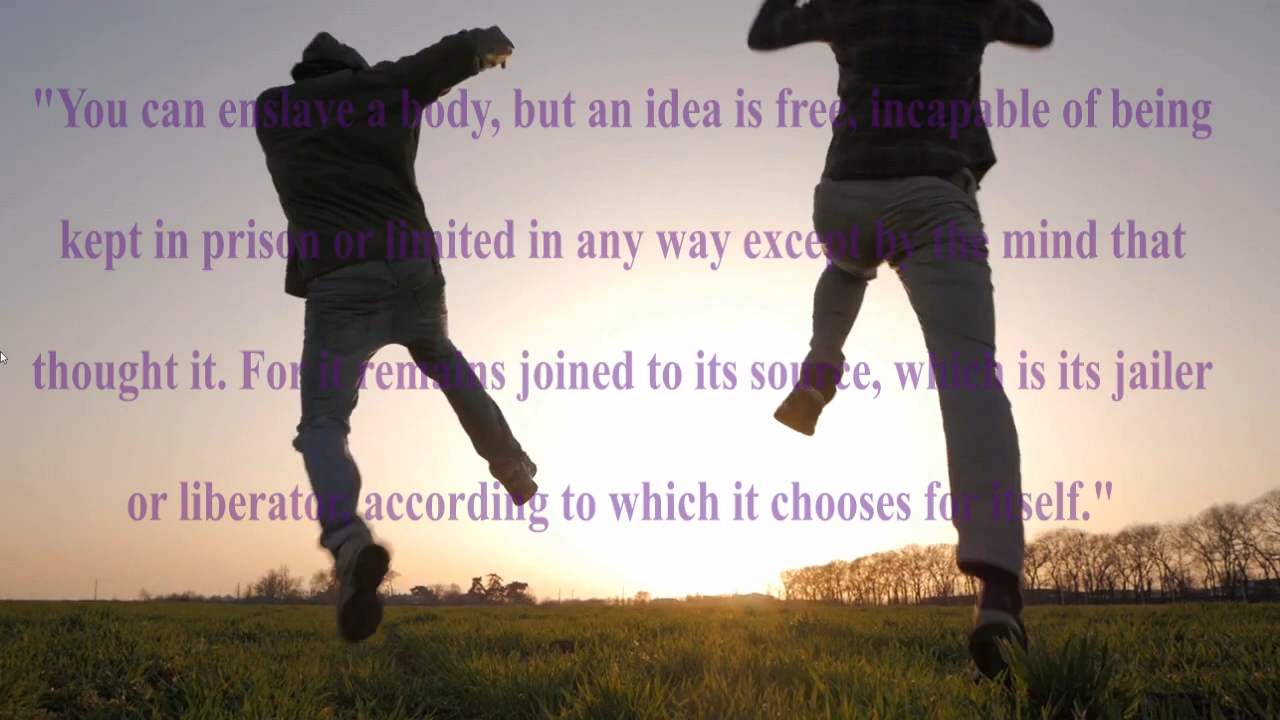 "You can enslave a body, but an idea is free, incapable of being
kept in prison or limited in any way except by the mind that
thought it. For it remains joined to its source, which is its jailer
or liberator, according to which it chooses for itself."